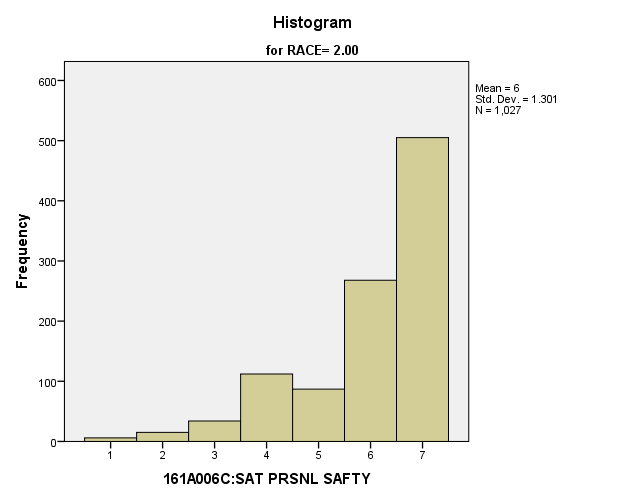 Histogram
for RACE= 2.00
Mean = 6
Std. Dev. = 1.301
N = 1,027
Frequency
600
500
400
300
200
100
0
1 2 3 4 5 6 7
161A006C:SAT PRSNL SAFTY